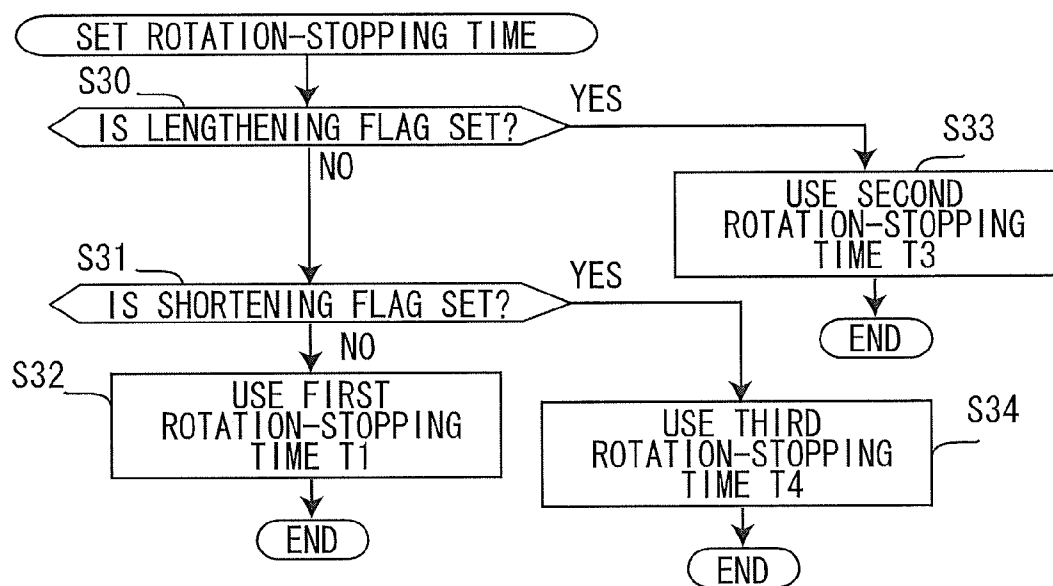 SET ROTATION-STOPPING TIME
S30
IS LENGTHENING FLAG SET?
YES
NO
S33
USE SECOND
ROTATION-STOPPING
TIME T3
END
S31
IS SHORTENING FLAG SET?
YES
NO
S32
USE FIRST
ROTATION-STOPPING
TIME T1
END
S34
USE THIRD
ROTATION-STOPPING
TIME T4
END